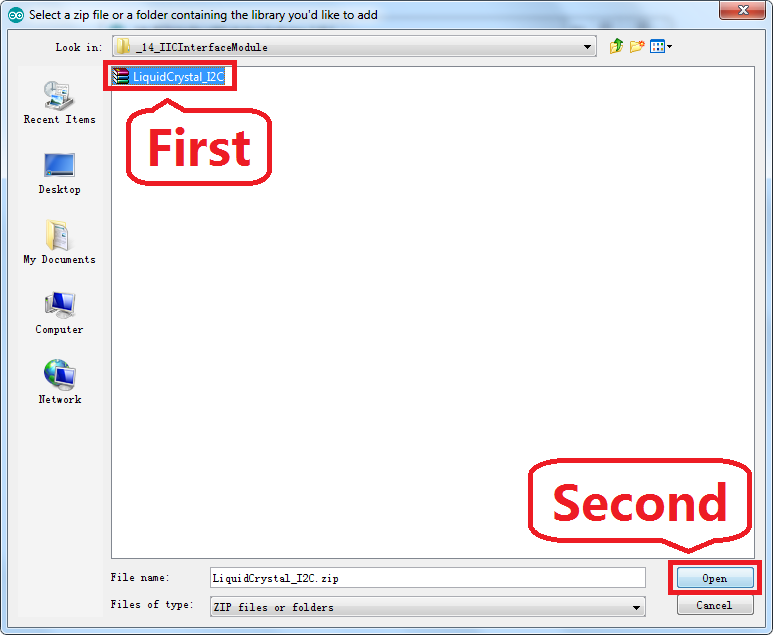 Select a zip file or a folder containing the library you'd like to add
Look in:
_14_IICInterfaceModule
LiquidCrystal_I2C
First
Recent Items
Desktop
My Documents
Computer
Network
Second
File name:
LiquidCrystal_I2C.zip
Open
Files of type:
ZIP files or folders
Cancel